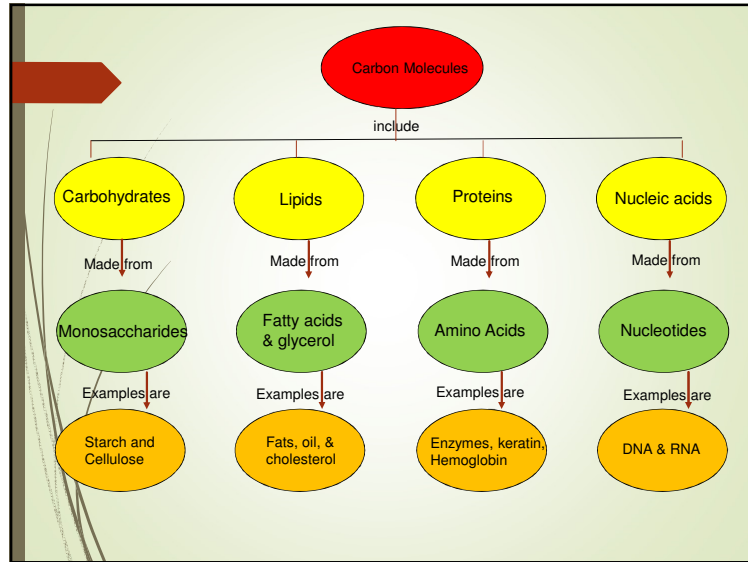 Carbon Molecules
include
Carbohydrates
Lipids
Proteins
Nucleic acids
Made from
Made from
Made from
Made from
Monosaccharides
Fatty acids
& glycerol
Amino Acids
Nucleotides
Examples are
Examples are
Examples are
Examples are
Starch and
Cellulose
Fats, oil, &
cholesterol
Enzymes, keratin,
Hemoglobin
DNA & RNA